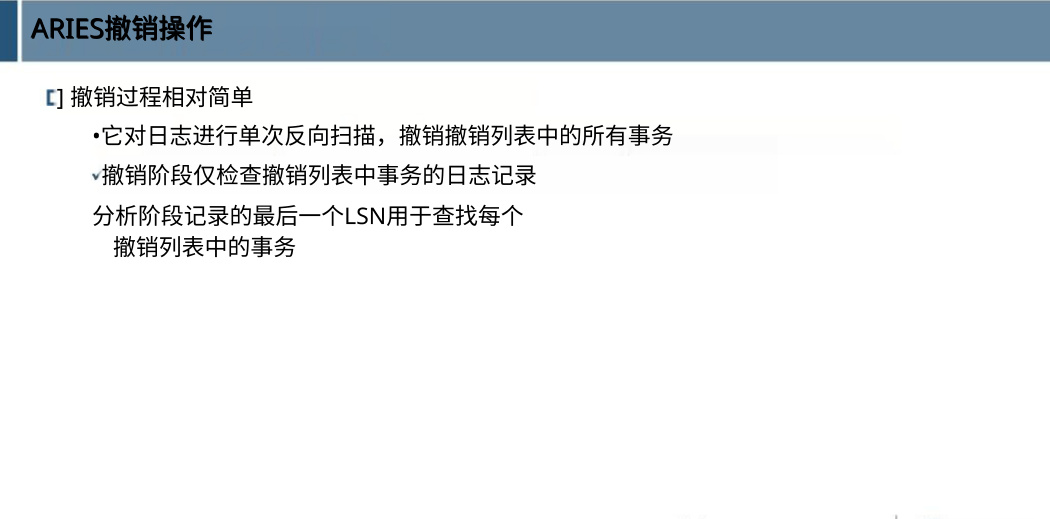 ARIES撤销操作
] 撤销过程相对简单
•它对日志进行单次反向扫描，撤销撤销列表中的所有事务
撤销阶段仅检查撤销列表中事务的日志记录
分析阶段记录的最后一个LSN用于查找每个
撤销列表中的事务